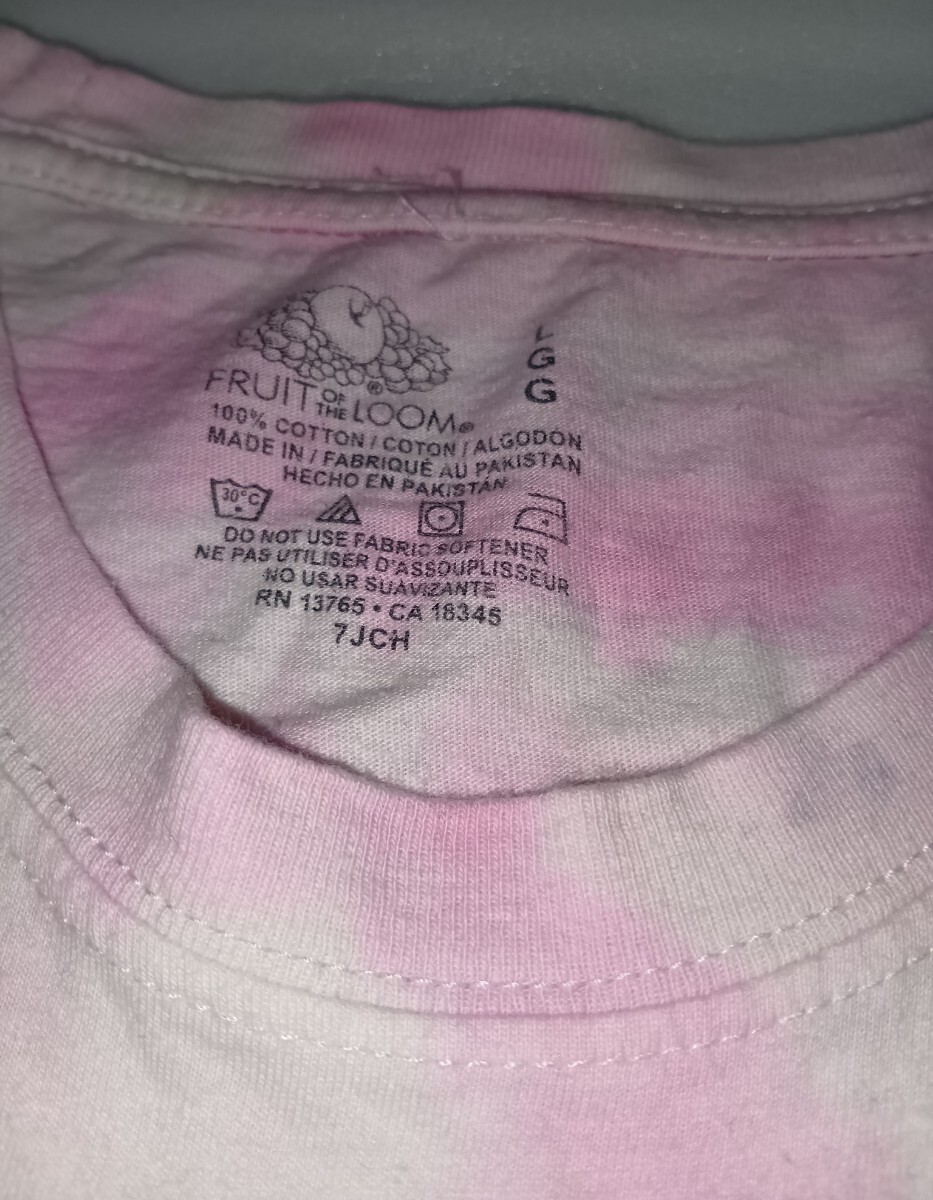 FRUIT OF THE LOOM®
L
G
G
100% COTTON / COTON / ALGODÓN
MADE IN / FABRIQUÉ AU PAKISTAN
HECHO EN PAKISTÁN
30°C
DO NOT USE FABRIC SOFTENER
NE PAS UTILISER D'ASSOUPLISSEUR
NO USAR SUAVIZANTE
RN 13765 • CA 18345
7JCH